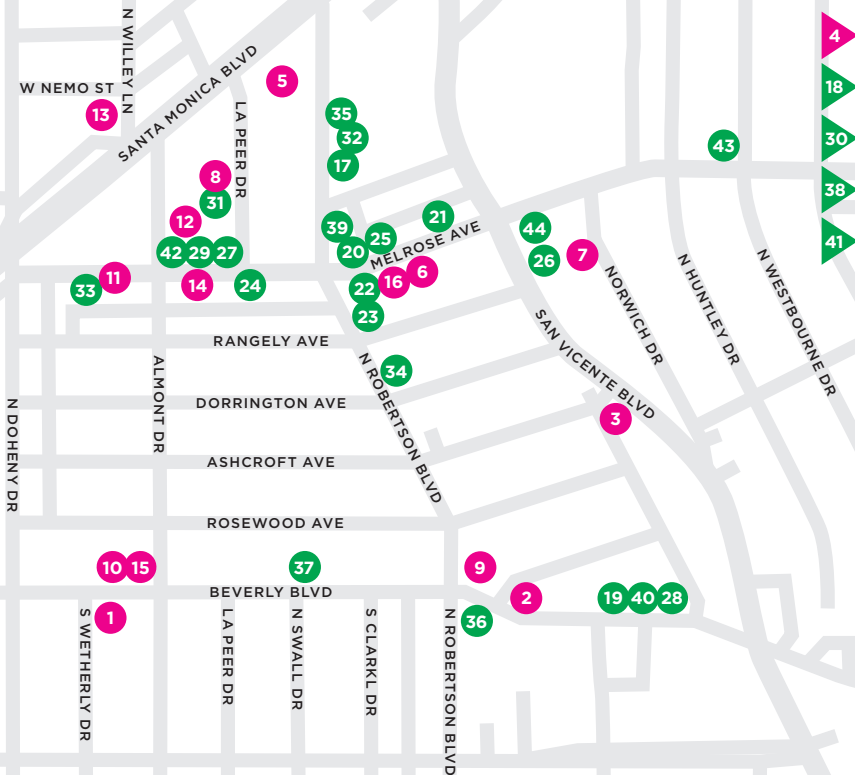 N WILLEY LN
SANTA MONICA BLVD
4
5
W NEMO ST
18
LA PEER DR
13
35
32
30
43
17
8
38
31
12
21
39
44
25
MELROSE AVE
41
42
29
27
20
26
7
6
11
16
33
14
24
22
N HUNTLEY DR
N WESTBOURNE DR
NORWICH DR
23
SAN VICENTE BLVD
RANGELY AVE
34
ALMONT DR
N ROBERTSON BLVD
DORRINGTON AVE
3
N DOHENY DR
ASHCROFT AVE
ROSEWOOD AVE
10
15
37
9
BEVERLY BLVD
2
19
40
28
1
36
S WETHERLY DR
LA PEER DR
N SWALL DR
S CLARKL DR
N ROBERTSON BLVD